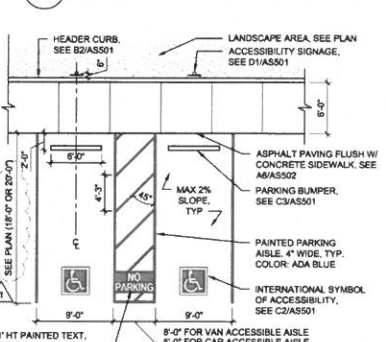 HEADER CURB,
SEE B2/AS501
6"
LANDSCAPE AREA, SEE PLAN
ACCESSIBILITY SIGNAGE,
SEE D1/AS501
6'-0"
ASPHALT PAVING FLUSH W/
CONCRETE SIDEWALK, SEE
A6/AS502
PARKING BUMPER,
SEE C3/AS501
2'-0"
6'-0"
4'-3"
45°
MAX 2%
SLOPE,
TYP
SEE PLAN (18'-0" OR 20'-0")
PAINTED PARKING
AISLE, 4" WIDE, TYP.
COLOR: ADA BLUE
NO
PARKING
INTERNATIONAL SYMBOL
OF ACCESSIBILITY,
SEE C2/AS501
9'-0"
9'-0"
1' HT PAINTED TEXT,
8'-0" FOR VAN ACCESSIBLE AISLE